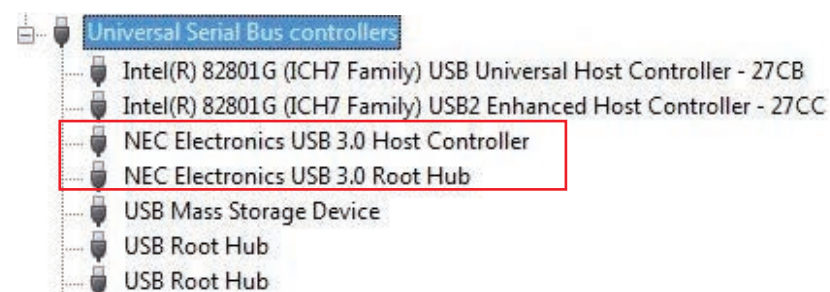 Universal Serial Bus controllers
Intel(R) 82801G (ICH7 Family) USB Universal Host Controller - 27CB
Intel(R) 82801G (ICH7 Family) USB2 Enhanced Host Controller - 27CC
NEC Electronics USB 3.0 Host Controller
NEC Electronics USB 3.0 Root Hub
USB Mass Storage Device
USB Root Hub
USB Root Hub